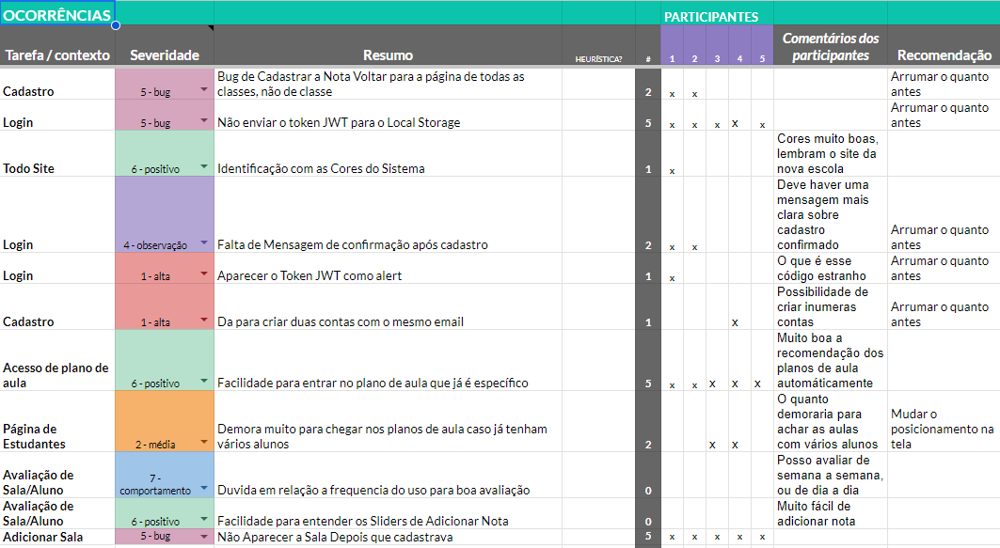 OCORRÊNCIAS PARTICIPANTES
Tarefa / contexto Severidade Resumo HEURÍSTICA? # 1 2 3 4 5 Comentários dos participantes Recomendação
Cadastro 5 - bug Bug de Cadastrar a Nota Voltar para a página de todas as classes, não de classe 2 x x Arrumar o quanto antes
Login 5 - bug Não enviar o token JWT para o Local Storage 5 x x x x x Arrumar o quanto antes
Todo Site 6 - positivo Identificação com as Cores do Sistema 1 x Cores muito boas, lembram o site da nova escola
Login 4 - observação Falta de Mensagem de confirmação após cadastro 2 x x Deve haver uma mensagem mais clara sobre cadastro confirmado Arrumar o quanto antes
Login 1 - alta Aparecer o Token JWT como alert 1 x O que é esse código estranho Arrumar o quanto antes
Cadastro 1 - alta Da para criar duas contas com o mesmo email 1 x Possibilidade de criar inumeras contas Arrumar o quanto antes
Acesso de plano de aula 6 - positivo Facilidade para entrar no plano de aula que já é específico 5 x x x x x Muito boa a recomendação dos planos de aula automáticamente
Página de Estudantes 2 - média Demora muito para chegar nos planos de aula caso já tenham vários alunos 2 x x O quanto demoraria para achar as aulas com vários alunos Mudar o posicionamento na tela
Avaliação de Sala/Aluno 7 - comportamento Duvida em relação a frequencia do uso para boa avaliação 0 Posso avaliar de semana a semana, ou de dia a dia
Avaliação de Sala/Aluno 6 - positivo Facilidade para entender os Sliders de Adicionar Nota 0 Muito fácil de adicionar nota
Adicionar Sala 5 - bug Não Aparecer a Sala Depois que cadastrava 5 x x x x x